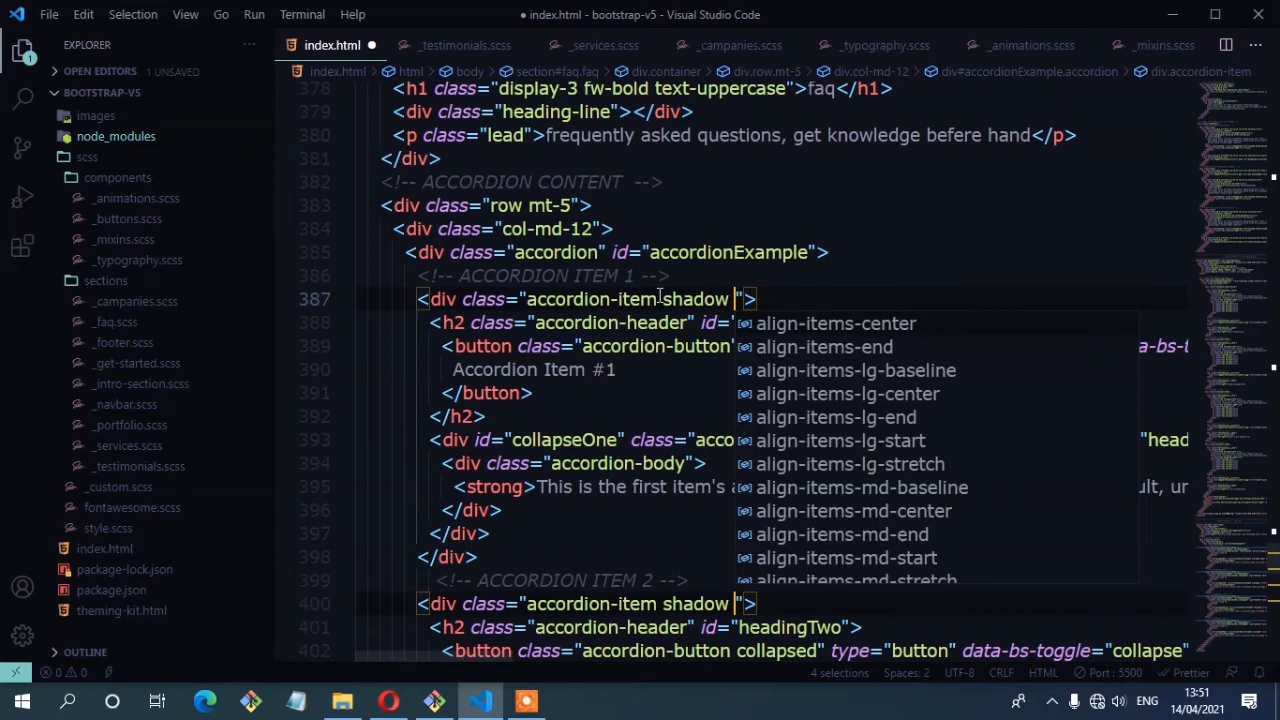 File Edit Selection View Go Run Terminal Help
● index.html - bootstrap-v5 - Visual Studio Code
EXPLORER
index.html
_testimonials.scss
_services.scss
_campanies.scss
_typography.scss
_animations.scss
_mixins.scss
OPEN EDITORS 1 UNSAVED
index.html > html > body > section#faq.faq > div.container > div.row.mt-5 > div.col-md-12 > div#accordionExample.accordion > div.accordion-item
BOOTSTRAP-V5
images
node_modules
scss
components
_animations.scss
_buttons.scss
_mixins.scss
_typography.scss
sections
_campanies.scss
_faq.scss
_footer.scss
_get-started.scss
_intro-section.scss
_navbar.scss
_portfolio.scss
_services.scss
_testimonials.scss
_custom.scss
fontawesome.scss
style.scss
index.html
package-lock.json
package.json
theming-kit.html
OUTLINE
378 <h1 class="display-3 fw-bold text-uppercase">faq</h1>
379 <div class="heading-line"></div>
380 <p class="lead">frequently asked questions, get knowledge befere hand</p>
381 </div>
382 <!-- ACCORDION CONTENT -->
383 <div class="row mt-5">
384 <div class="col-md-12">
385 <div class="accordion" id="accordionExample">
386 <!-- ACCORDION ITEM 1 -->
387 <div class="accordion-item shadow ">
388 <h2 class="accordion-header" id="
389 <button class="accordion-button" a-bs-t
390 Accordion Item #1
391 </button>
392 </h2>
393 <div id="collapseOne" class="acco "head
394 <div class="accordion-body">
395 <strong>This is the first item's ult, ur
396 </div>
397 </div>
398 </div>
399 <!-- ACCORDION ITEM 2 -->
400 <div class="accordion-item shadow ">
401 <h2 class="accordion-header" id="headingTwo">
402 <button class="accordion-button collapsed" type="button" data-bs-toggle="collapse"
align-items-center
align-items-end
align-items-lg-baseline
align-items-lg-center
align-items-lg-end
align-items-lg-start
align-items-lg-stretch
align-items-md-baseline
align-items-md-center
align-items-md-end
align-items-md-start
align-items-md-stretch
0 0
4 selections Spaces: 2 UTF-8 CRLF HTML Port : 5500 Prettier
ENG
13:51
14/04/2021